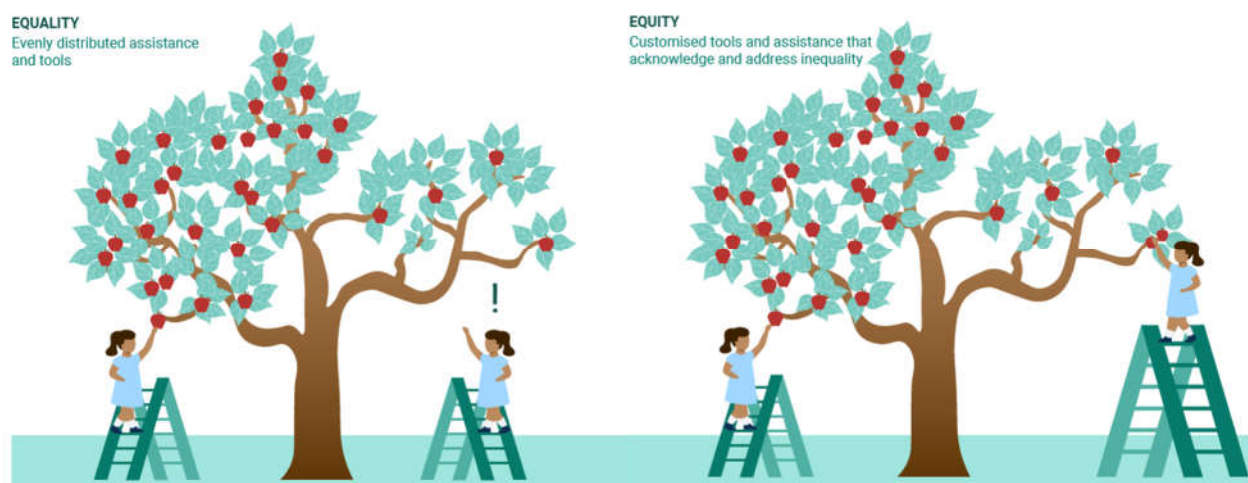 EQUALITY
Evenly distributed assistance
and tools
!
EQUITY
Customised tools and assistance that
acknowledge and address inequality